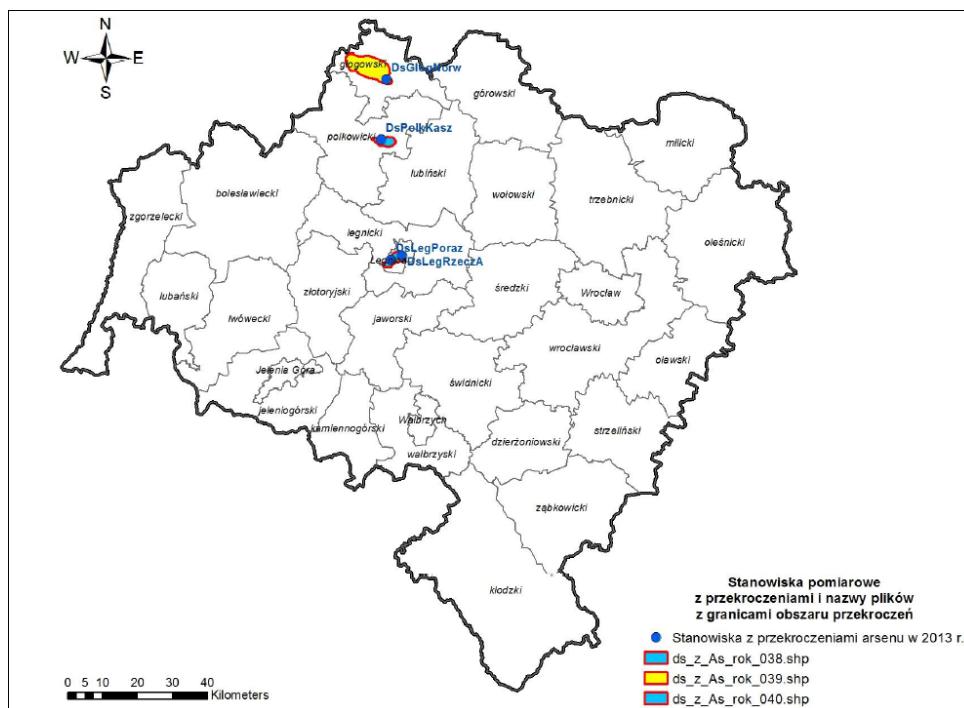 N
W E
S
głogowski
DsGlogNorw
górowski
DsPolkKasz
polkowicki
milicki
lubiński
bolesławiecki
wołowski
trzebnicki
zgorzelecki
legnicki
oleśnicki
DsLegPoraz
DsLegRzeczA
złotoryjski
średzki
Wrocław
lubański
lwówecki
jaworski
wrocławski
oławski
Jelenia Góra
świdnicki
jeleniogórski
kamiennogórski
Wałbrzych
dzierżoniowski
strzeliński
wałbrzyski
ząbkowicki
kłodzki
Stanowiska pomiarowe
z przekroczeniami i nazwy plików
z granicami obszaru przekroczeń
Stanowiska z przekroczeniami arsenu w 2013 r.
ds_z_As_rok_038.shp
ds_z_As_rok_039.shp
ds_z_As_rok_040.shp
0 5 10 20 30 40
Kilometers